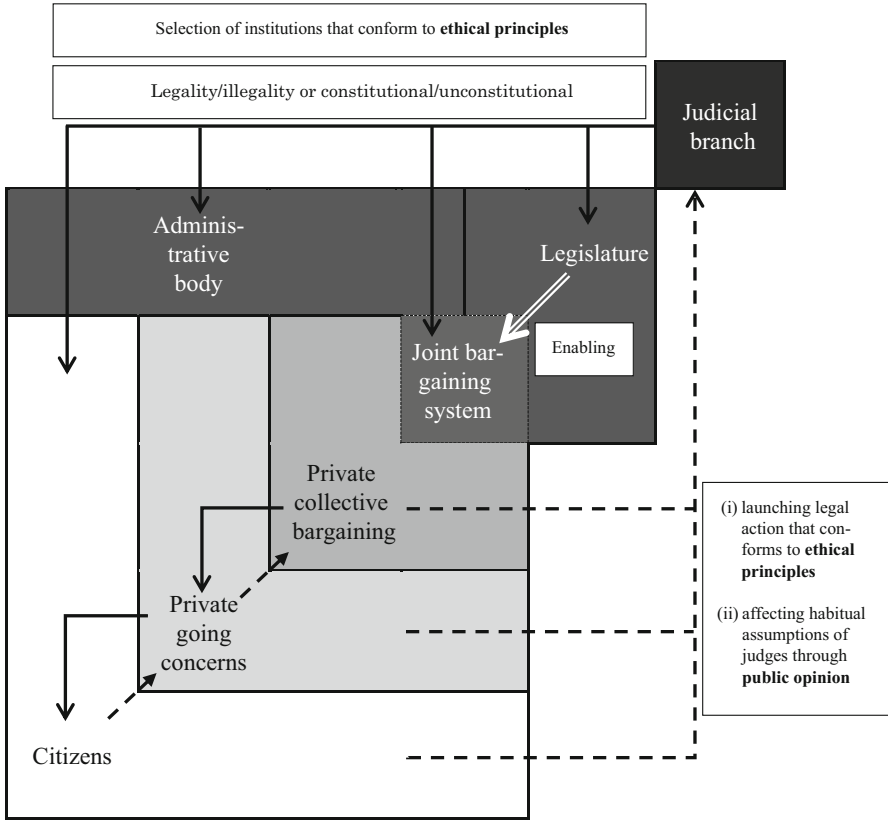 Selection of institutions that conform to ethical principles
Legality/illegality or constitutional/unconstitutional
Judicial
branch
Adminis-
trative
body
Legislature
Joint bar-
gaining
system
Enabling
Private
collective
bargaining
(i) launching legal
action that con-
forms to ethical
principles
(ii) affecting habitual
assumptions of
judges through
public opinion
Private
going
concerns
Citizens